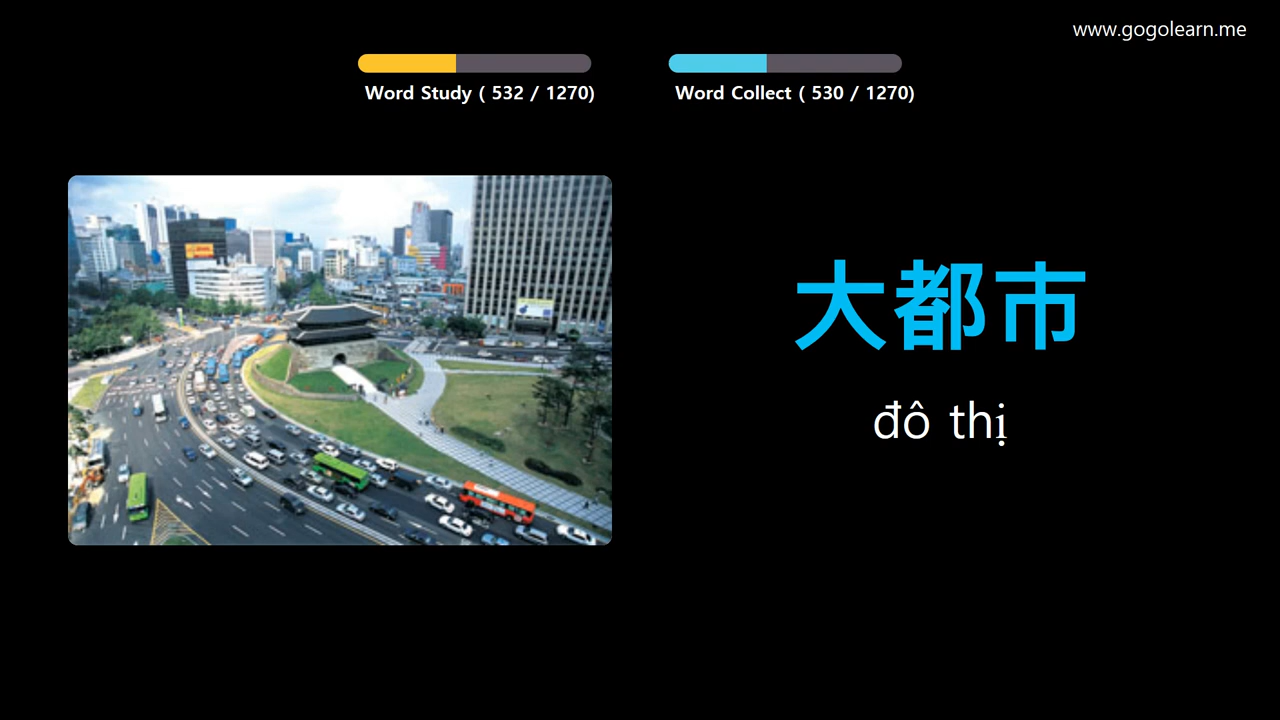 www.gogolearn.me
Word Study ( 532 / 1270)
Word Collect ( 530 / 1270)
大都市
đô thị